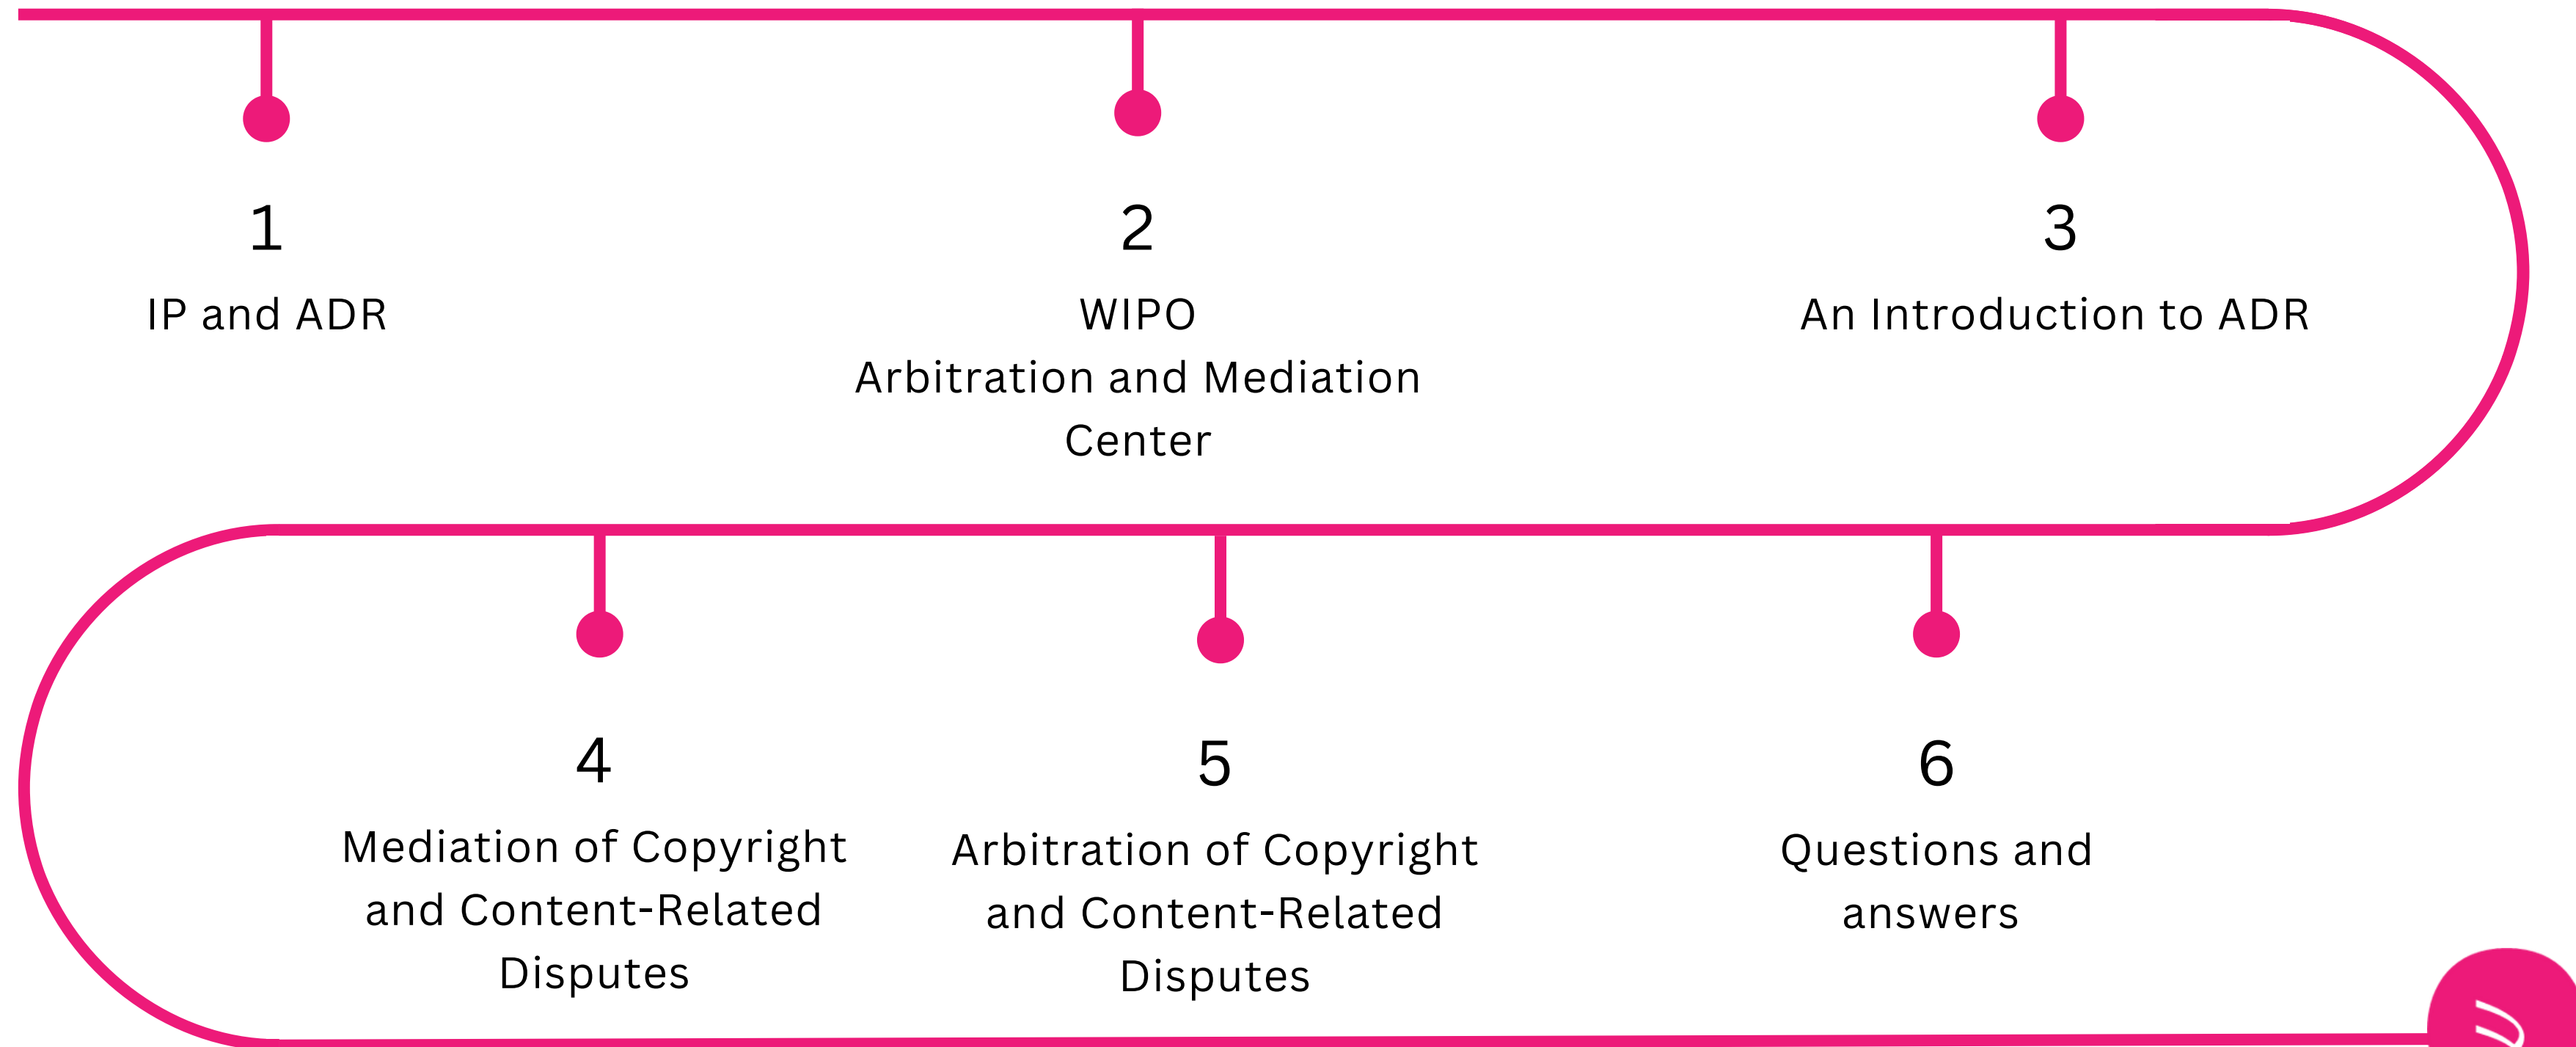 1
IP and ADR
2
WIPO
Arbitration and Mediation
Center
3
An Introduction to ADR
4
Mediation of Copyright
and Content-Related
Disputes
5
Arbitration of Copyright
and Content-Related
Disputes
6
Questions and
answers